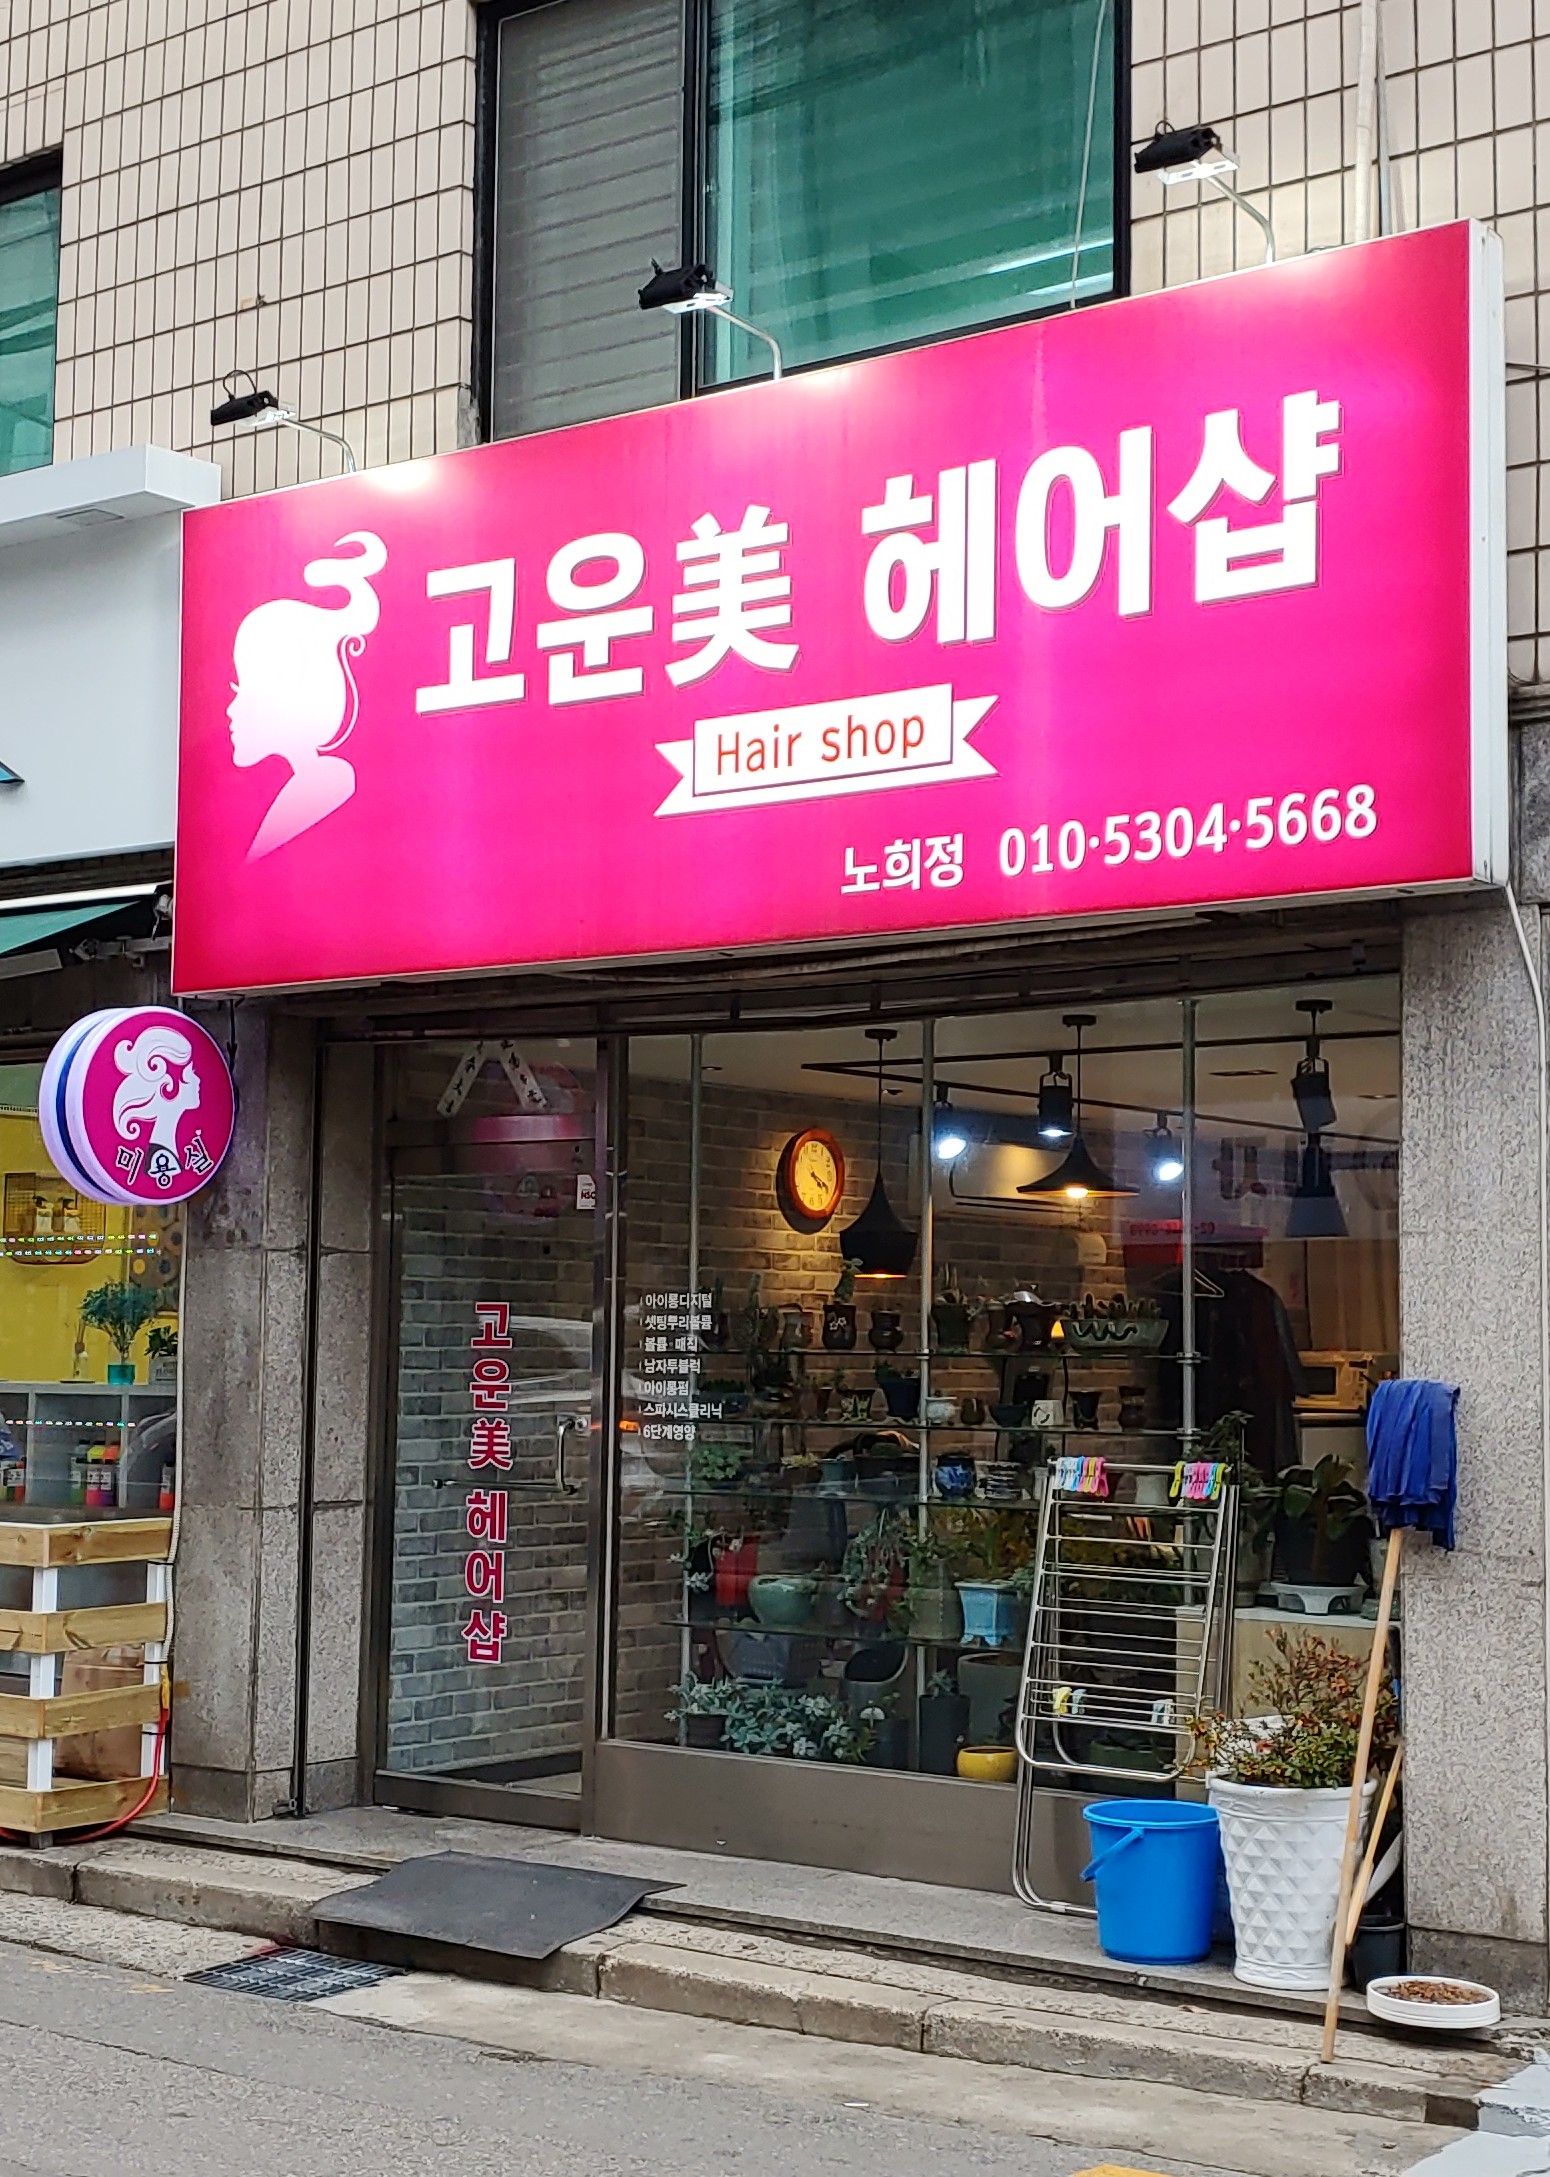 고운美 헤어샵
Hair shop
노희정 010·5304·5668
미용실
고운美 헤어샵
아이롱디지털
셋팅뿌리볼륨
볼륨 매직
남자투블럭
아이롱펌
스파시스클리닉
6단계영양